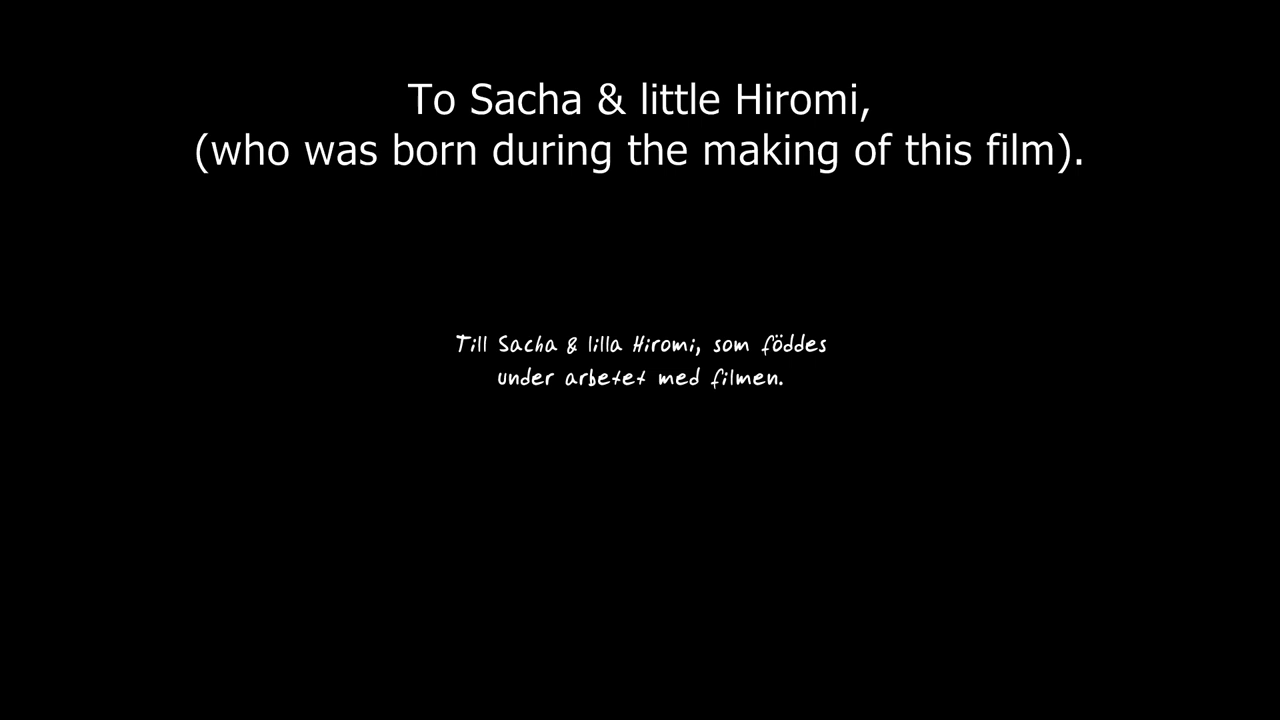 To Sacha & little Hiromi,
(who was born during the making of this film).
Till Sacha & lilla Hiromi, som föddes
under arbetet med filmen.